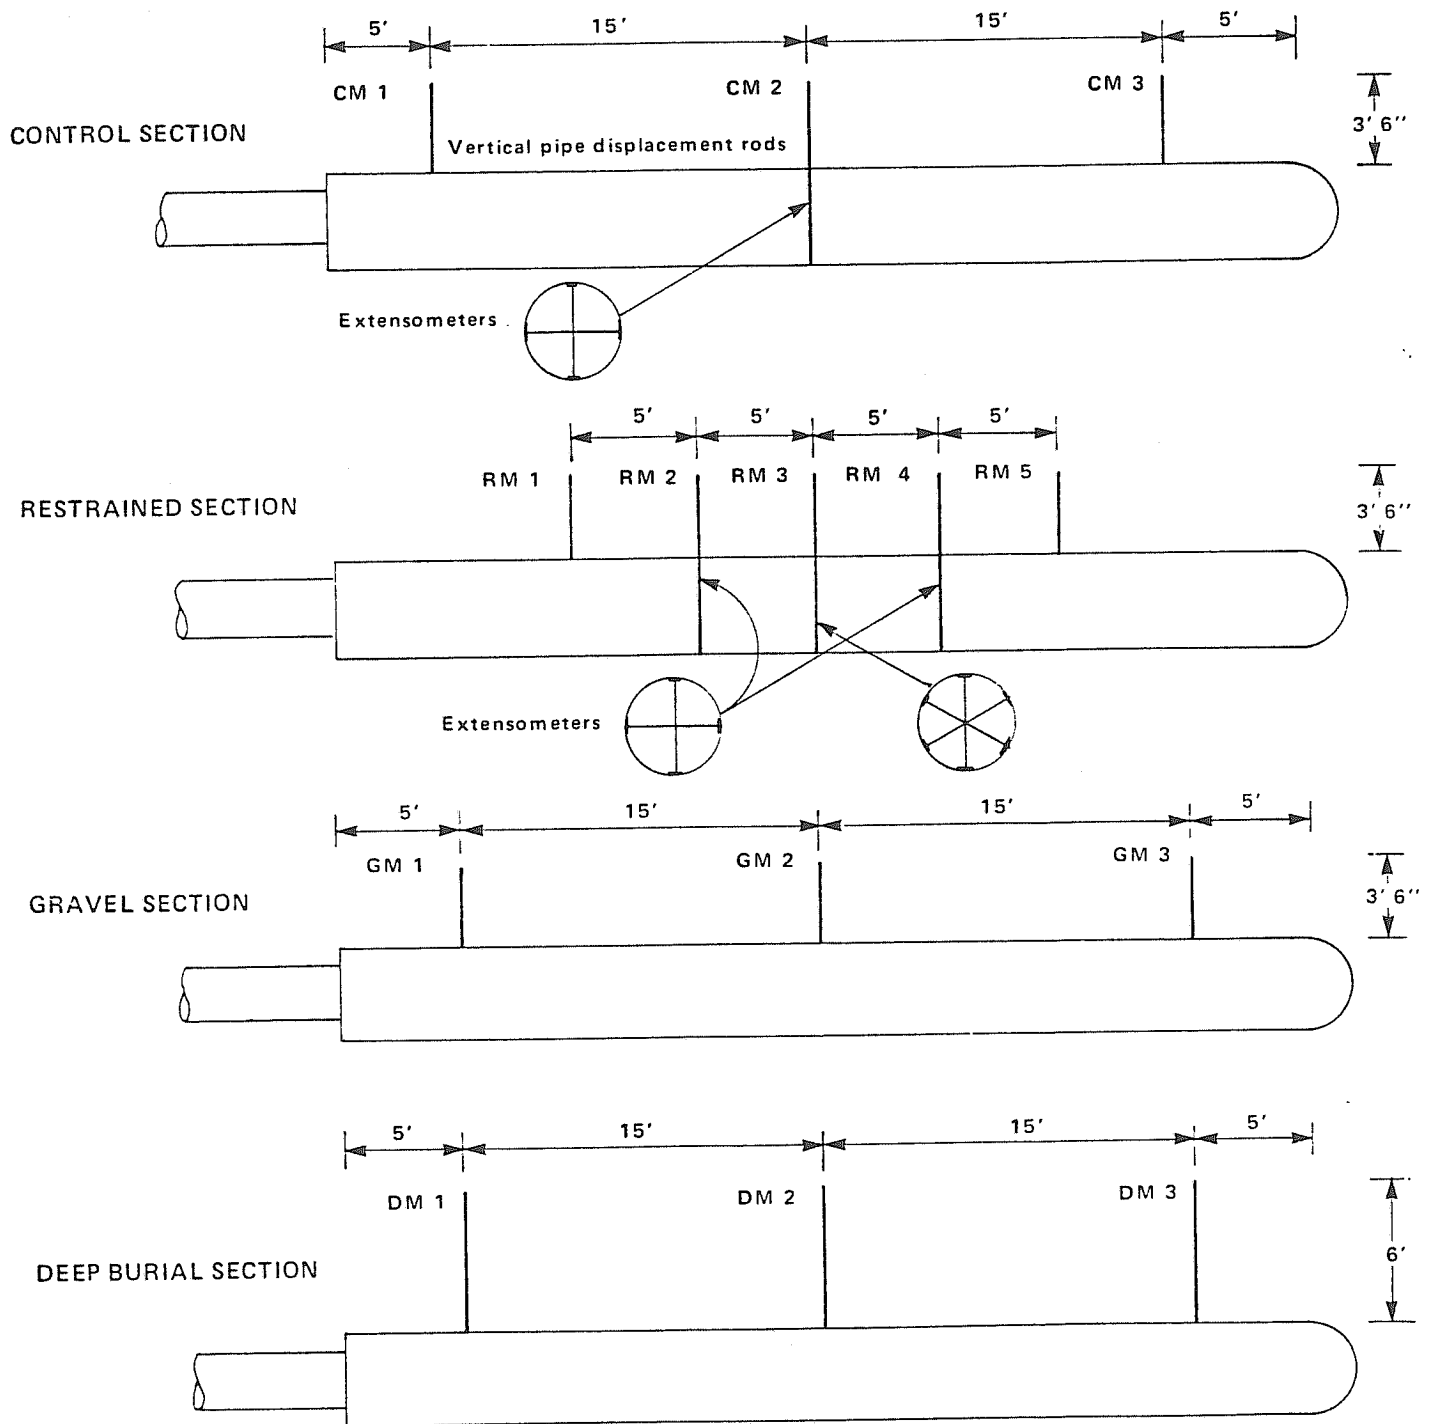 5' 15' 15' 5'
CM 1 CM 2 CM 3
3' 6''
CONTROL SECTION
Vertical pipe displacement rods
Extensometers
5' 5' 5' 5'
RM 1 RM 2 RM 3 RM 4 RM 5
RESTRAINED SECTION
3' 6''
Extensometers
5' 15' 15' 5'
GM 1 GM 2 GM 3
GRAVEL SECTION
3' 6''
5' 15' 15' 5'
DM 1 DM 2 DM 3
6'
DEEP BURIAL SECTION